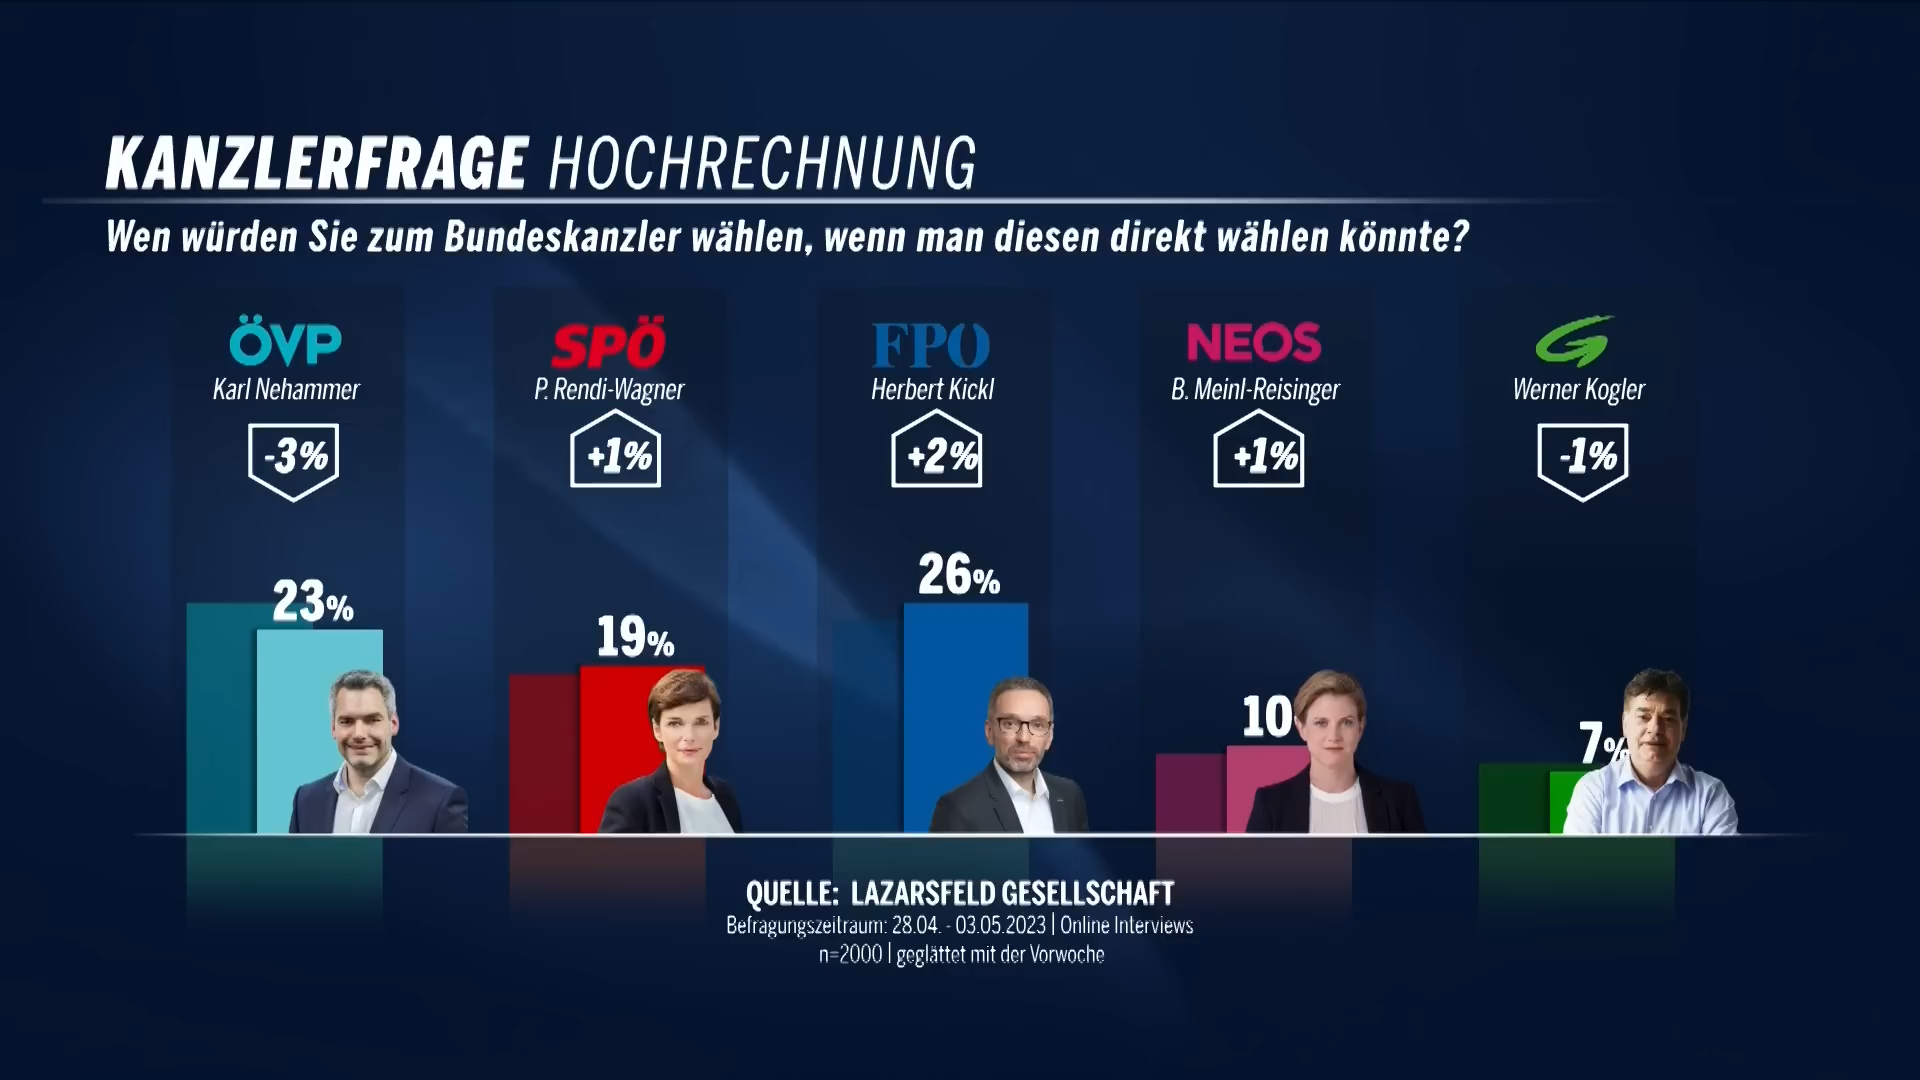 KANZLERFRAGE HOCHRECHNUNG
Wen würden Sie zum Bundeskanzler wählen, wenn man diesen direkt wählen könnte?
ÖVP SPÖ FPÖ NEOS G
Karl Nehammer P. Rendi-Wagner Herbert Kickl B. Meinl-Reisinger Werner Kogler
-3% +1% +2% +1% -1%
23% 19% 26% 10 7%
QUELLE: LAZARSFELD GESELLSCHAFT
Befragungszeitraum: 28.04. - 03.05.2023 | Online Interviews
n=2000 | geglättet mit der Vorwoche